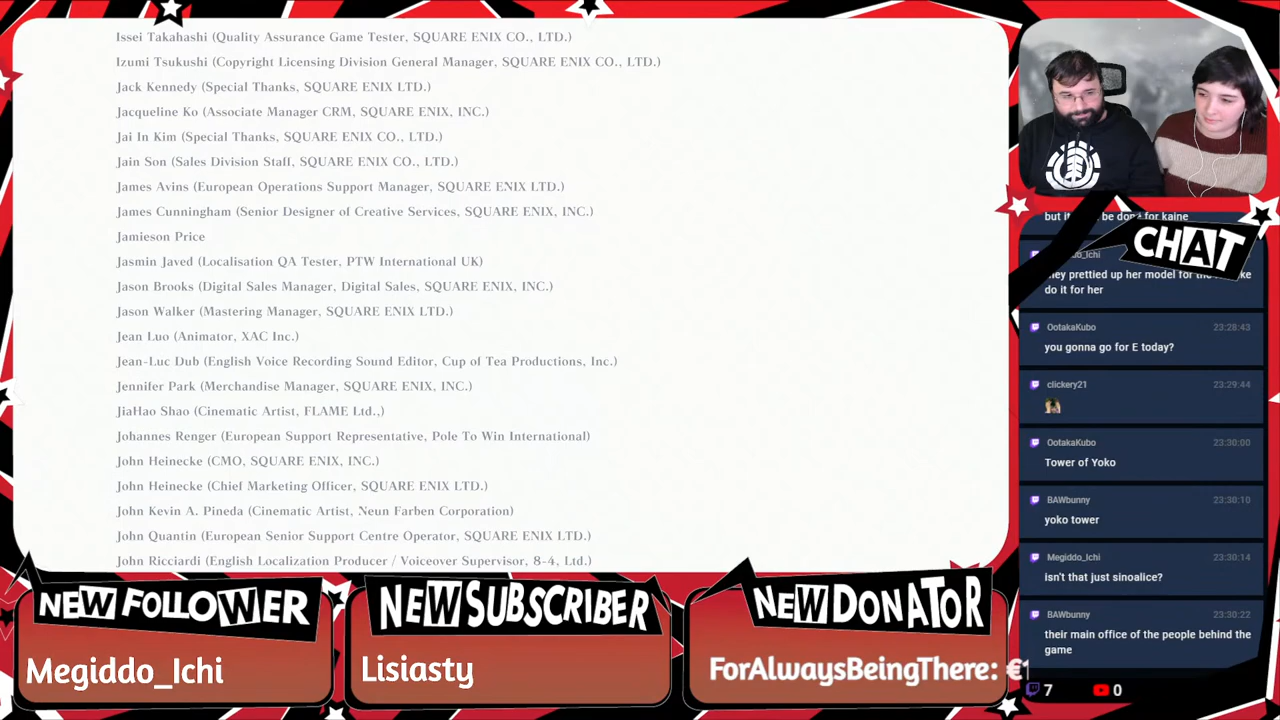 Issei Takahashi (Quality Assurance Game Tester, SQUARE ENIX CO., LTD.)
Izumi Tsukushi (Copyright Licensing Division General Manager, SQUARE ENIX CO., LTD.)
Jack Kennedy (Special Thanks, SQUARE ENIX LTD.)
Jacqueline Ko (Associate Manager CRM, SQUARE ENIX, INC.)
Jai In Kim (Special Thanks, SQUARE ENIX CO., LTD.)
Jain Son (Sales Division Staff, SQUARE ENIX CO., LTD.)
James Avins (European Operations Support Manager, SQUARE ENIX LTD.)
James Cunningham (Senior Designer of Creative Services, SQUARE ENIX, INC.)
Jamieson Price
Jasmin Javed (Localisation QA Tester, PTW International UK)
Jason Brooks (Digital Sales Manager, Digital Sales, SQUARE ENIX, INC.)
Jason Walker (Mastering Manager, SQUARE ENIX LTD.)
Jean Luo (Animator, XAC Inc.)
Jean-Luc Dub (English Voice Recording Sound Editor, Cup of Tea Productions, Inc.)
Jennifer Park (Merchandise Manager, SQUARE ENIX, INC.)
JiaHao Shao (Cinematic Artist, FLAME Ltd.,)
Johannes Renger (European Support Representative, Pole To Win International)
John Heinecke (CMO, SQUARE ENIX, INC.)
John Heinecke (Chief Marketing Officer, SQUARE ENIX LTD.)
John Kevin A. Pineda (Cinematic Artist, Neun Farben Corporation)
John Quantin (European Senior Support Centre Operator, SQUARE ENIX LTD.)
John Ricciardi (English Localization Producer / Voiceover Supervisor, 8-4, Ltd.)
NEW FOLLOWER
Megiddo_Ichi
NEW SUBSCRIBER
Lisiasty
NEW DONATOR
ForAlwaysBeingThere: €1
CHAT
but it be done for kaine
prettied up her model for the
do it for her
OotakaKubo 23:28:43
you gonna go for E today?
clickery21 23:29:44
OotakaKubo 23:30:00
Tower of Yoko
BAWbunny 23:30:10
yoko tower
Megiddo_Ichi 23:30:14
isn't that just sinoalice?
BAWbunny 23:30:22
their main office of the people behind the
game
7 0